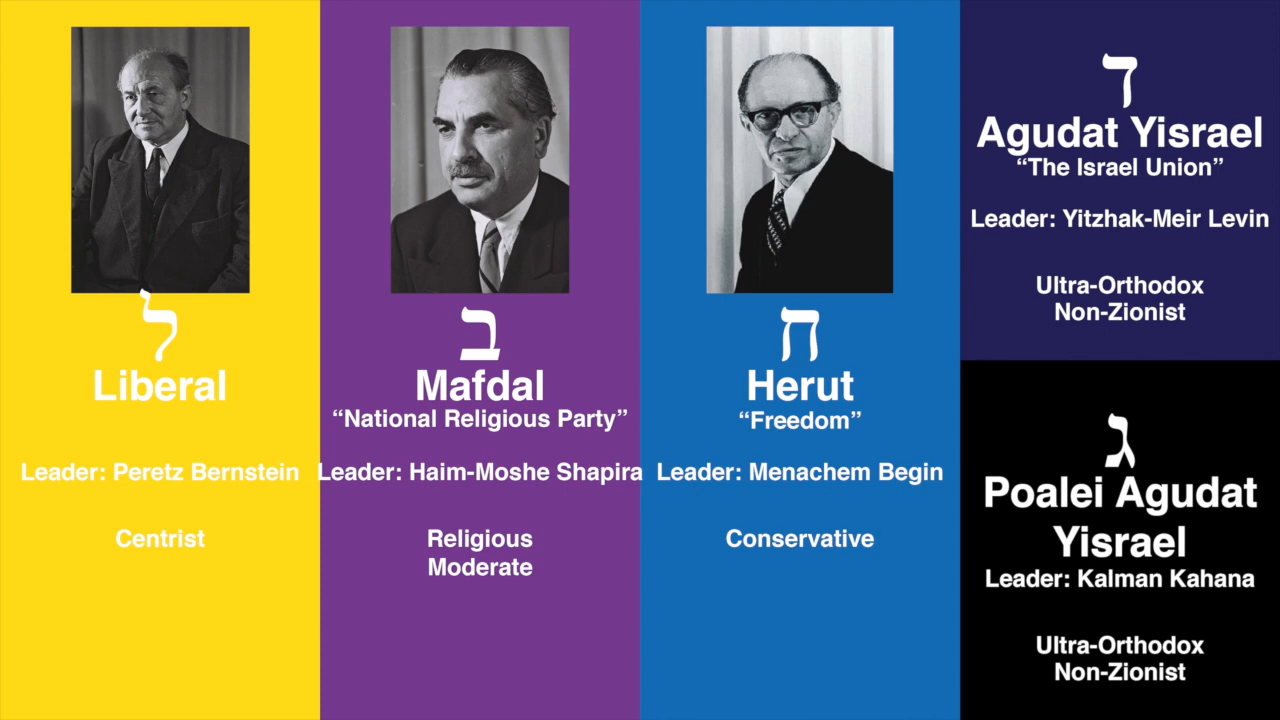 ל
Liberal
Leader: Peretz Bernstein
Centrist
ב
Mafdal
“National Religious Party”
Leader: Haim-Moshe Shapira
Religious
Moderate
ח
Herut
“Freedom”
Leader: Menachem Begin
Conservative
ד
Agudat Yisrael
“The Israel Union”
Leader: Yitzhak-Meir Levin
Ultra-Orthodox
Non-Zionist
ג
Poalei Agudat
Yisrael
Leader: Kalman Kahana
Ultra-Orthodox
Non-Zionist